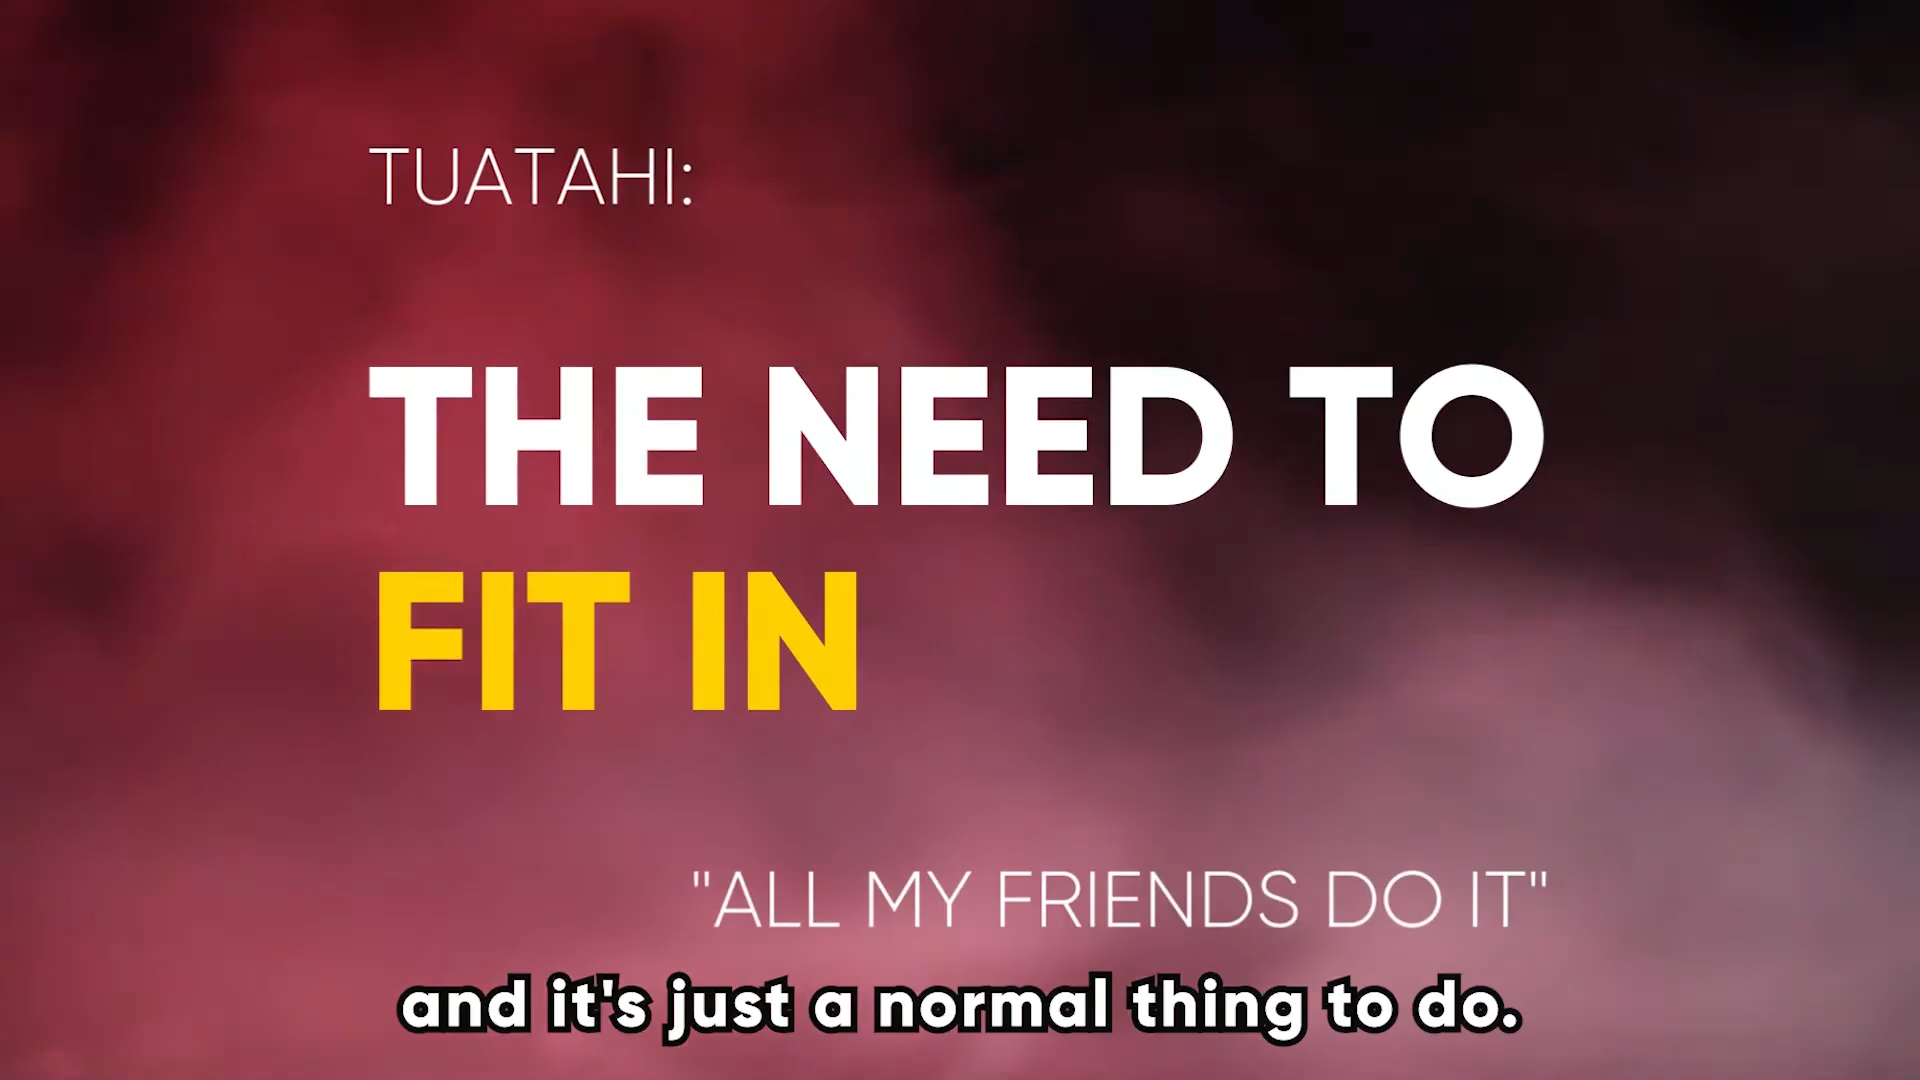 TUATAHI:
THE NEED TO
FIT IN
"ALL MY FRIENDS DO IT"
and it's just a normal thing to do.